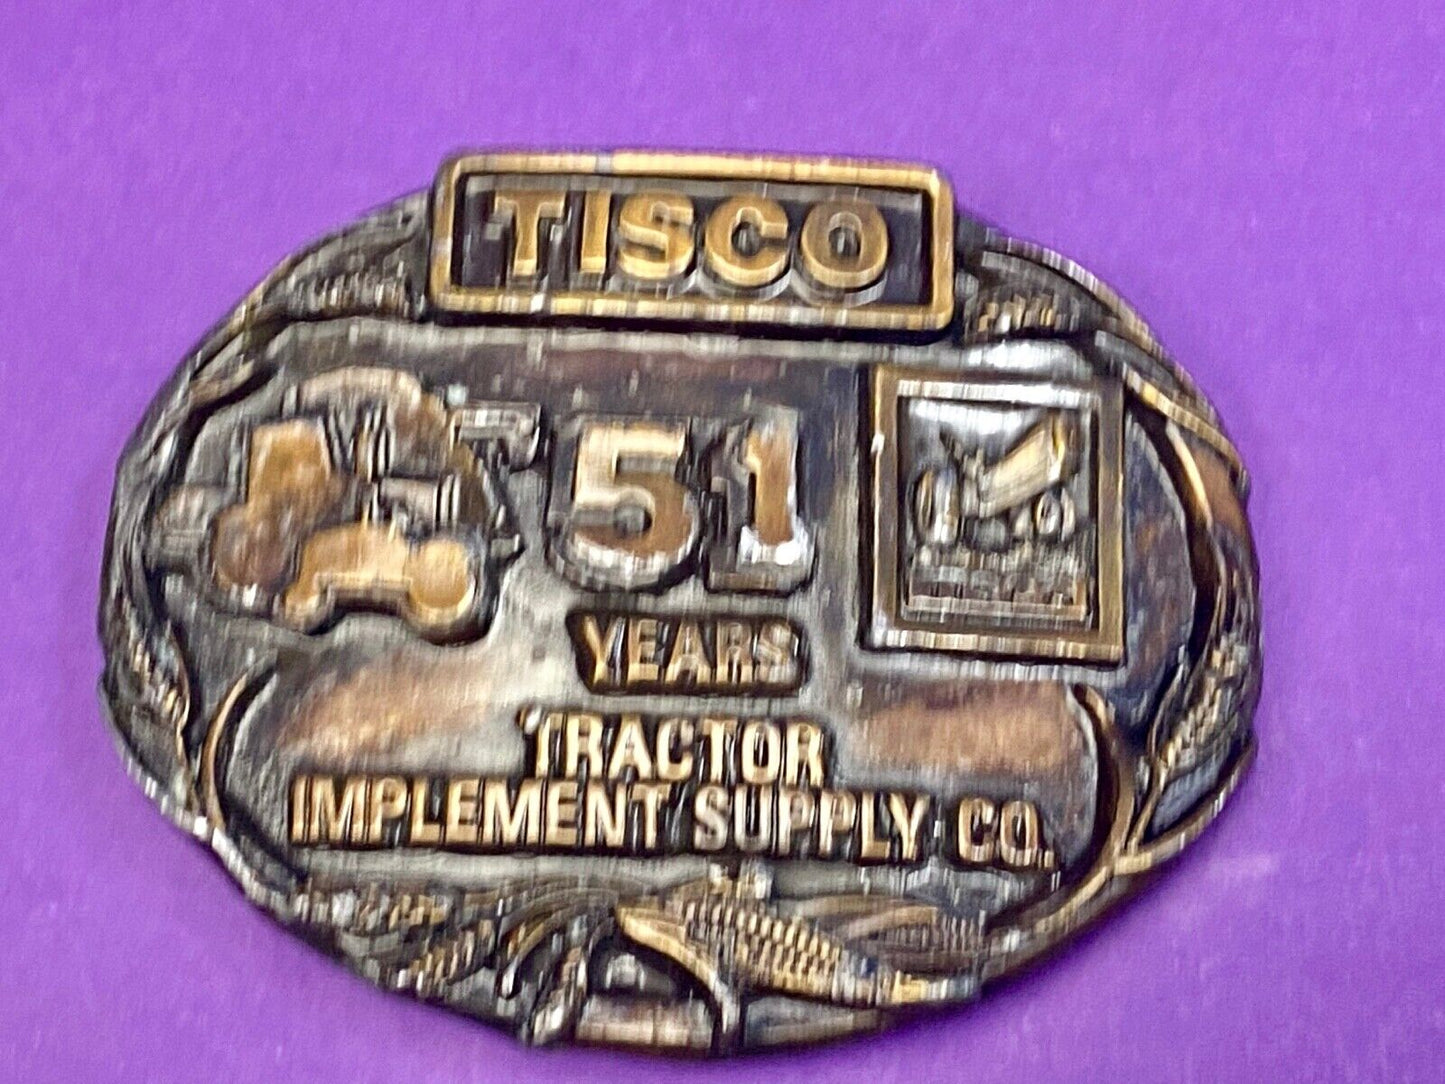 TISCO
51
YEARS
TRACTOR
IMPLEMENT SUPPLY CO.